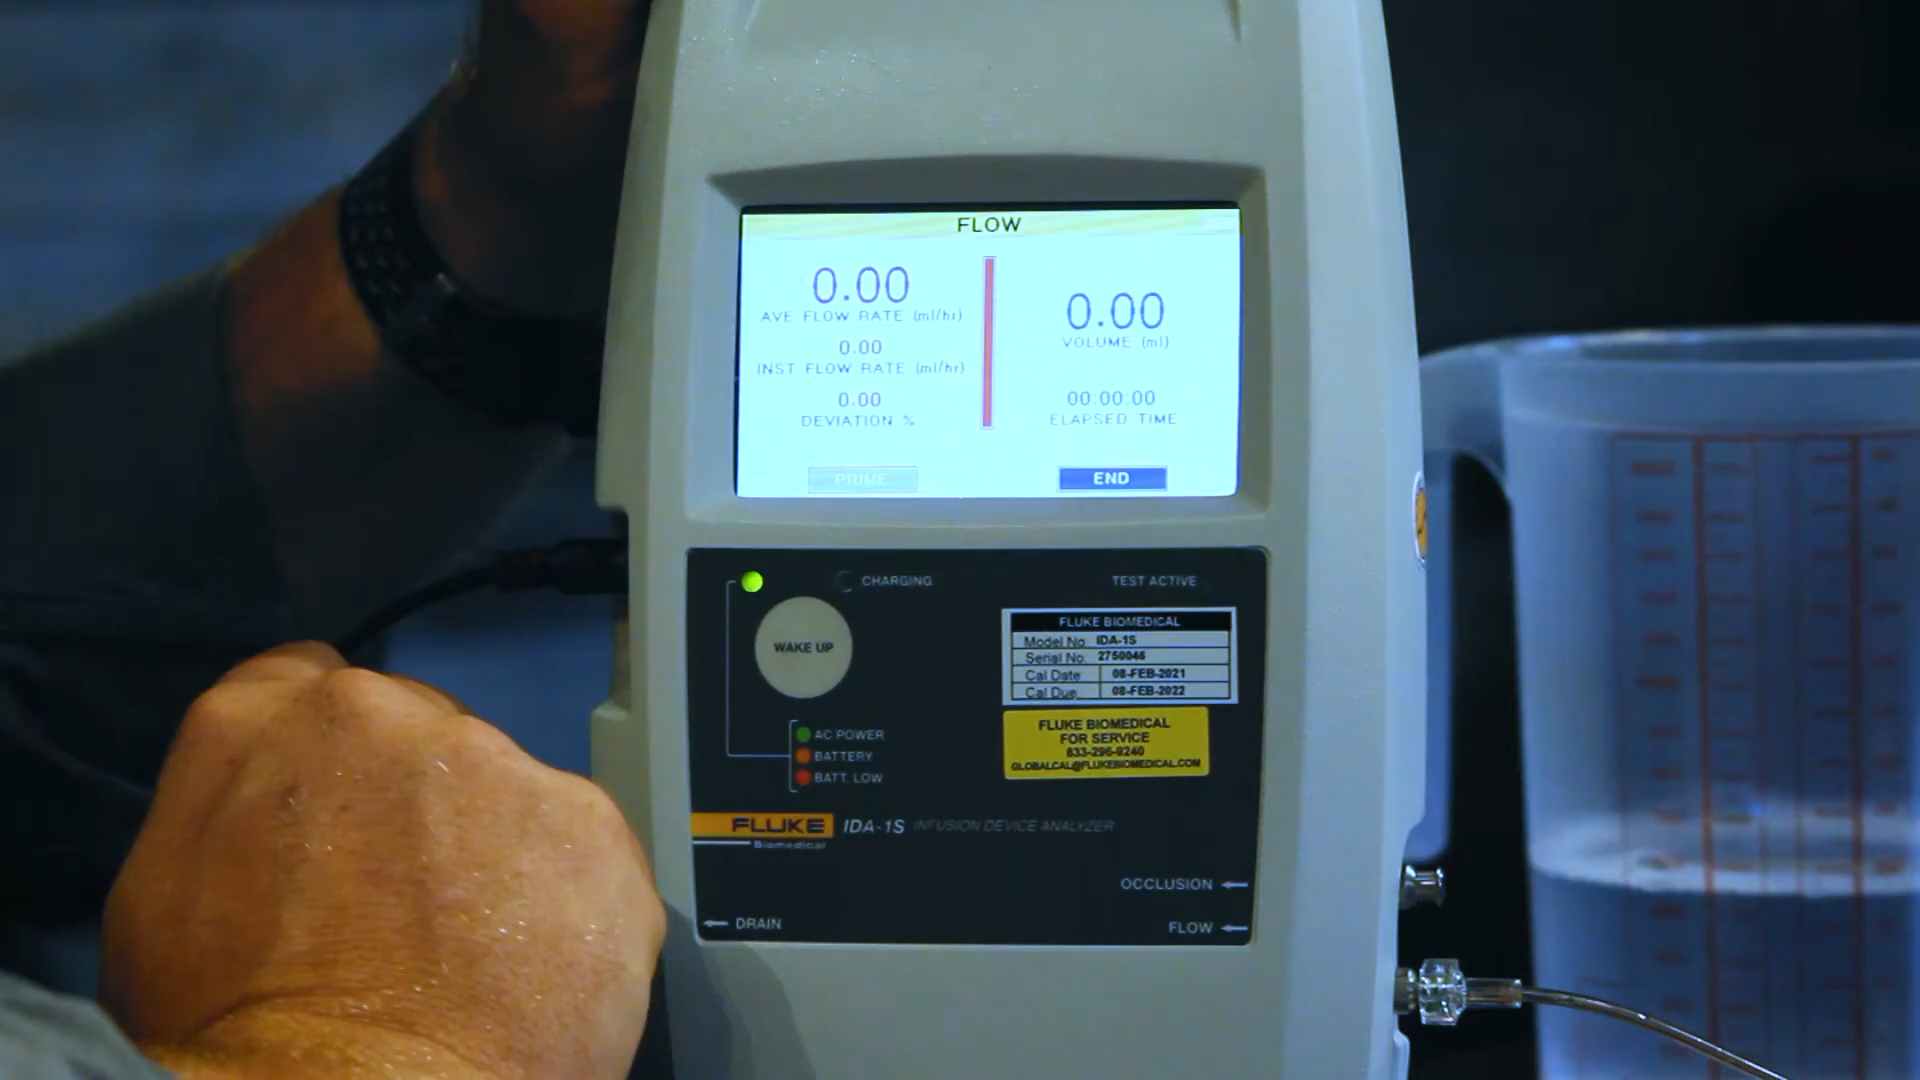 FLOW
0.00
AVE FLOW RATE (ml/hr)
0.00
INST FLOW RATE (ml/hr)
0.00
DEVIATION %
0.00
VOLUME (ml)
00:00:00
ELAPSED TIME
PRIME
END
CHARGING
TEST ACTIVE
WAKE UP
FLUKE BIOMEDICAL
Model No: IDA-1S
Serial No: 2750046
Cal Date: 08-FEB-2021
Cal Due: 08-FEB-2022
AC POWER
BATTERY
BATT. LOW
FLUKE BIOMEDICAL
FOR SERVICE
833-296-9240
GLOBALCAL@FLUKEBIOMEDICAL.COM
FLUKE
Biomedical
IDA-1S INFUSION DEVICE ANALYZER
OCCLUSION
DRAIN
FLOW